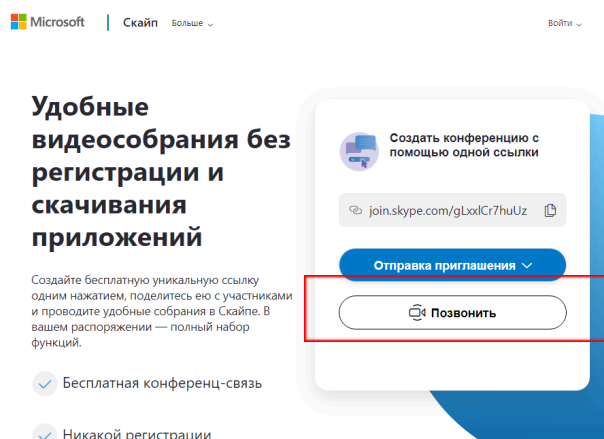 Microsoft
Скайп
Больше
Войти
Удобные
видеособрания без
регистрации и
скачивания
приложений
Создайте бесплатную уникальную ссылку
одним нажатием, поделитесь ею с участниками
и проводите удобные собрания в Скайпе. В
вашем распоряжении — полный набор
функций.
Бесплатная конференц-связь
Никакой регистрации
Создать конференцию с
помощью одной ссылки
join.skype.com/gLxxlCr7huUz
Отправка приглашения
Позвонить